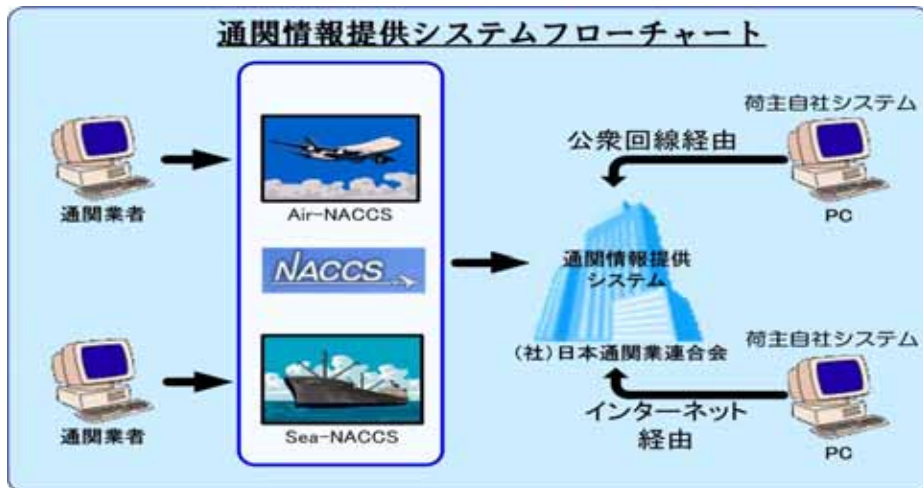 通関情報提供システムフローチャート
通関業者
Air-NACCS
NACCS
通関業者
Sea-NACCS
通関情報提供
システム
(社)日本通関業連合会
公衆回線経由
荷主自社システム
PC
インターネット
経由
荷主自社システム
PC